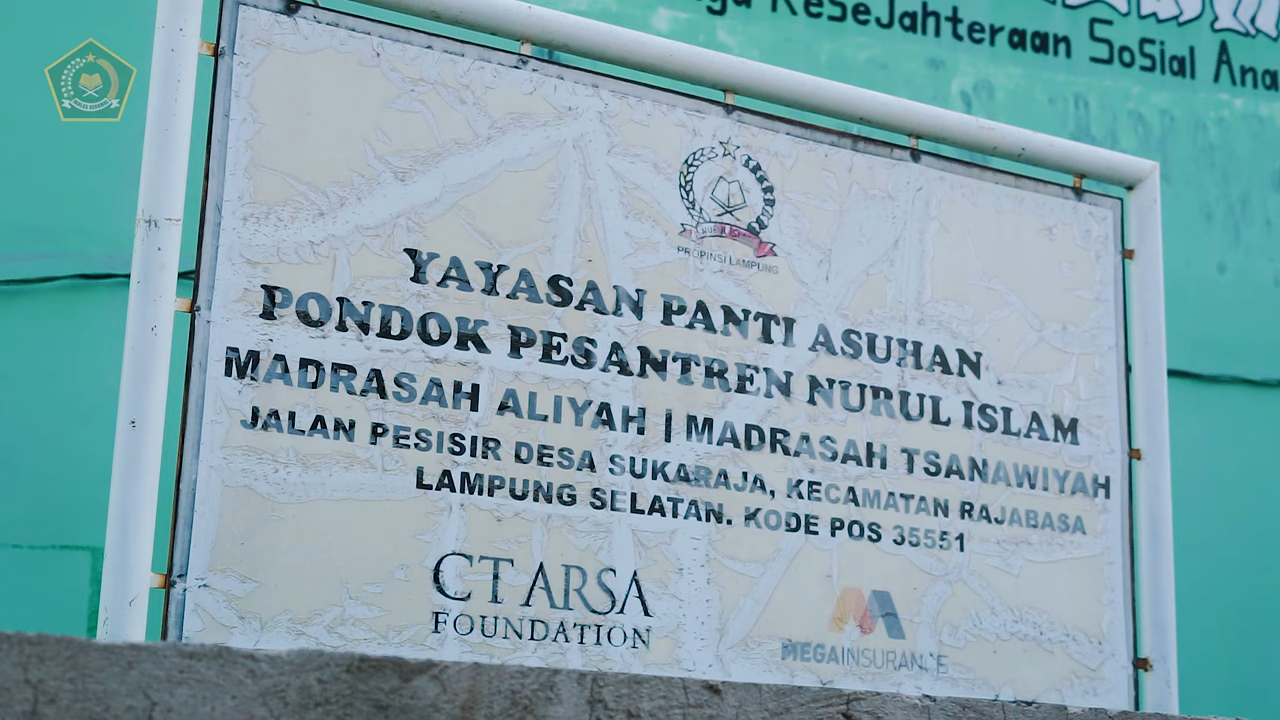 KeSeJahteraan SoSial Ana
PROPINSI LAMPUNG
YAYASAN PANTI ASUHAN
PONDOK PESANTREN NURUL ISLAM
MADRASAH ALIYAH | MADRASAH TSANAWIYAH
JALAN PESISIR DESA SUKARAJA, KECAMATAN RAJABASA
LAMPUNG SELATAN. KODE POS 35551
CT ARSA
FOUNDATION
MEGAINSURANCE